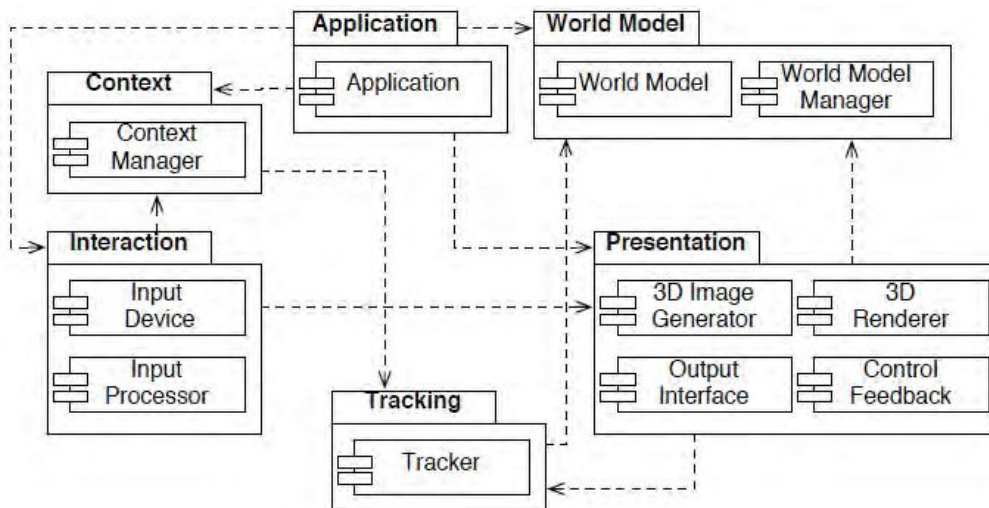 Application
World Model
Application
World Model
World Model
Manager
Context
Context
Manager
Interaction
Input
Device
Input
Processor
Presentation
3D Image
Generator
3D
Renderer
Output
Interface
Control
Feedback
Tracking
Tracker